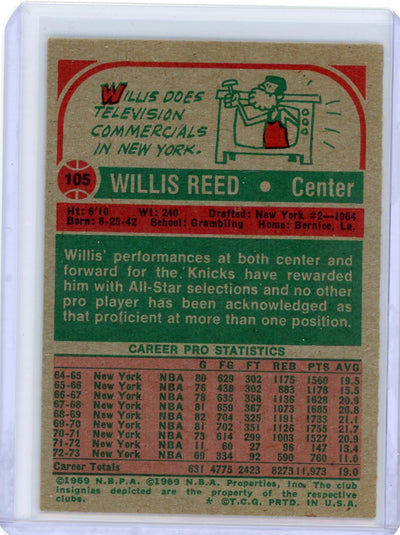 WILLIS DOES
TELEVISION
COMMERCIALS
IN NEW YORK.
105 WILLIS REED • Center
Ht: 6'10 Wt: 240 Drafted: New York #2—1964
Born: 6-25-42 School: Grambling Home: Bernice, La.
Willis' performances at both center and
forward for the Knicks have rewarded
him with All-Star selections and no other
pro player has been acknowledged as
that proficient at more than one position.
CAREER PRO STATISTICS
G FG FT REB PTS AVG
64-65 New York NBA 80 629 302 1175 1560 19.5
65-66 New York NBA 76 438 302 883 1178 15.5
66-67 New York NBA 78 635 358 1136 1628 20.9
67-68 New York NBA 81 659 367 1073 1685 20.8
68-69 New York NBA 82 704 325 1191 1733 21.1
69-70 New York NBA 81 702 351 1126 1755 21.7
70-71 New York NBA 73 614 299 1003 1527 20.9
71-72 New York NBA 11 60 27 96 147 13.4
72-73 New York NBA 69 334 92 590 760 11.0
Career Totals 631 4775 2423 8273 11,973 19.0
©1969 N.B.P.A. ©1969 N.B.A. Properties, Inc. The club
insignias depicted are the property of the respective
clubs. * ©T.C.G. PRTD. IN U.S.A.